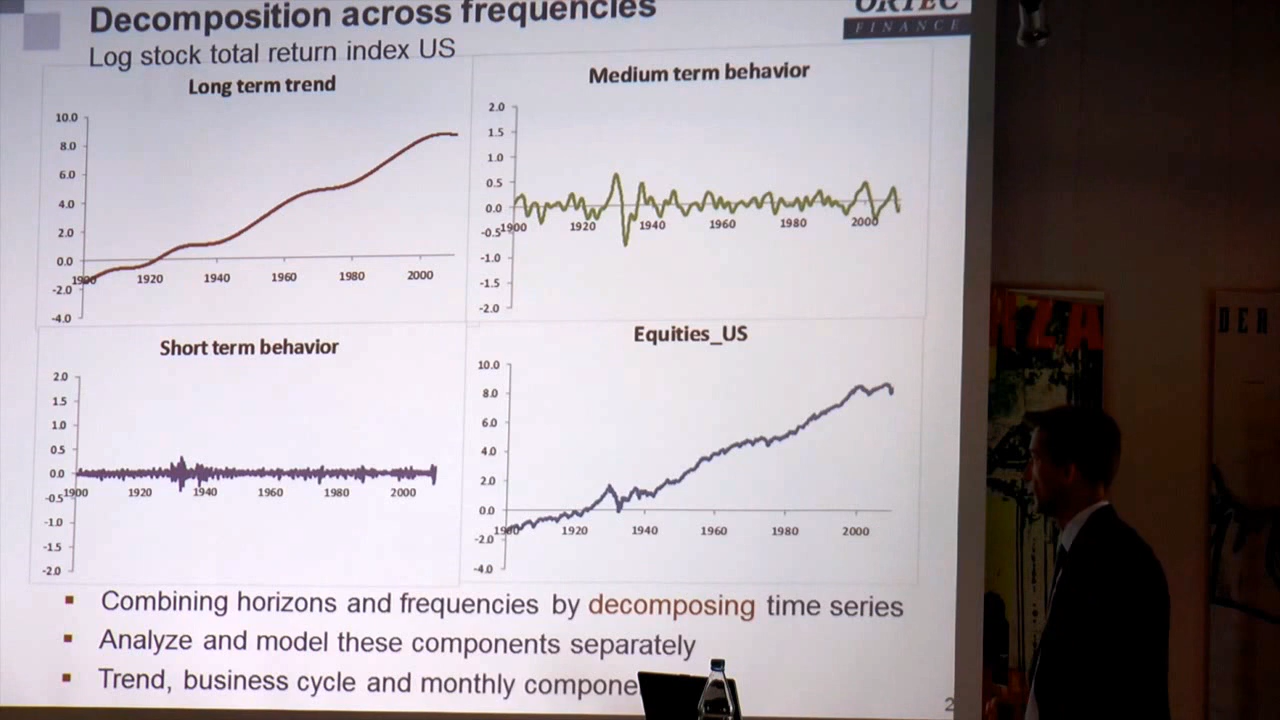 Decomposition across frequencies
ORTEC
FINANCE
Log stock total return index US
Long term trend
10.0
8.0
6.0
4.0
2.0
0.0
-2.0
-4.0
1900 1920 1940 1960 1980 2000
Medium term behavior
2.0
1.5
1.0
0.5
0.0
-0.5
-1.0
-1.5
-2.0
1900 1920 1940 1960 1980 2000
Short term behavior
2.0
1.5
1.0
0.5
0.0
-0.5
-1.0
-1.5
-2.0
1900 1920 1940 1960 1980 2000
Equities_US
10.0
8.0
6.0
4.0
2.0
0.0
-2.0
-4.0
1900 1920 1940 1960 1980 2000
▪ Combining horizons and frequencies by decomposing time series
▪ Analyze and model these components separately
▪ Trend, business cycle and monthly compone
2
ZA
DER